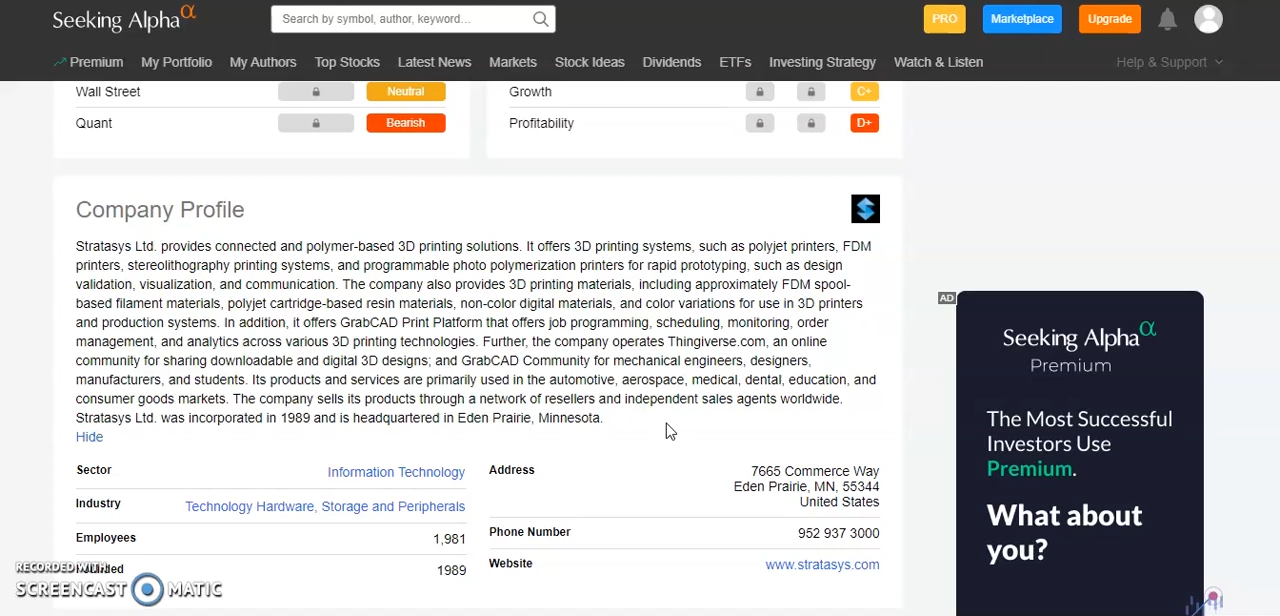 Seeking Alpha α
Search by symbol, author, keyword...
PRO
Marketplace
Upgrade
Premium
My Portfolio
My Authors
Top Stocks
Latest News
Markets
Stock Ideas
Dividends
ETFs
Investing Strategy
Watch & Listen
Help & Support
Wall Street
Neutral
Quant
Bearish
Growth
C+
Profitability
D+
Company Profile
Stratasys Ltd. provides connected and polymer-based 3D printing solutions. It offers 3D printing systems, such as polyjet printers, FDM
printers, stereolithography printing systems, and programmable photo polymerization printers for rapid prototyping, such as design
validation, visualization, and communication. The company also provides 3D printing materials, including approximately FDM spool-
based filament materials, polyjet cartridge-based resin materials, non-color digital materials, and color variations for use in 3D printers
and production systems. In addition, it offers GrabCAD Print Platform that offers job programming, scheduling, monitoring, order
management, and analytics across various 3D printing technologies. Further, the company operates Thingiverse.com, an online
community for sharing downloadable and digital 3D designs; and GrabCAD Community for mechanical engineers, designers,
manufacturers, and students. Its products and services are primarily used in the automotive, aerospace, medical, dental, education, and
consumer goods markets. The company sells its products through a network of resellers and independent sales agents worldwide.
Stratasys Ltd. was incorporated in 1989 and is headquartered in Eden Prairie, Minnesota.
Hide
Sector
Information Technology
Industry
Technology Hardware, Storage and Peripherals
Employees
1,981
1989
Address
7665 Commerce Way
Eden Prairie, MN, 55344
United States
Phone Number
952 937 3000
Website
www.stratasys.com
AD
Seeking Alpha α
Premium
The Most Successful
Investors Use
Premium.
What about
you?
RECORDED WITH
SCREENCAST MATIC